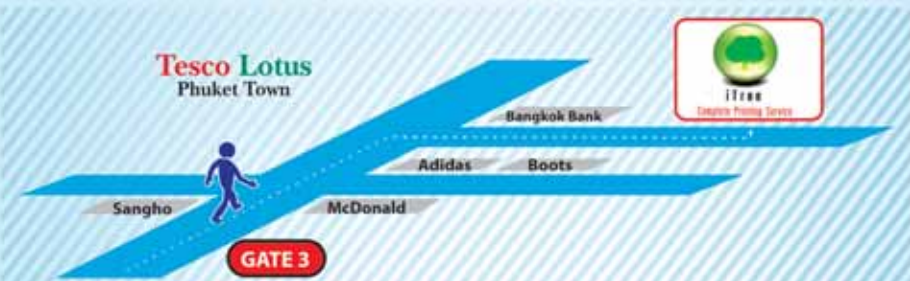 Tesco Lotus
Phuket Town
iTree
Complete Printing Service
Bangkok Bank
Adidas
Boots
Sangho
McDonald
GATE 3